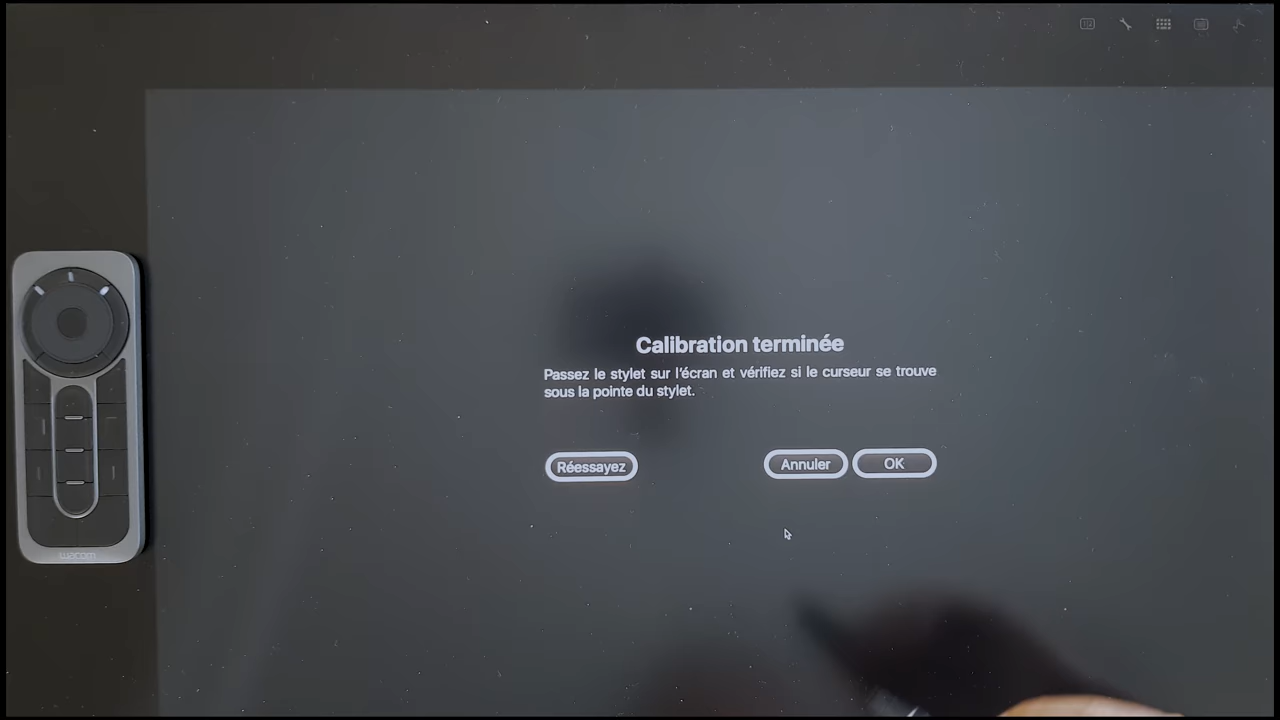 Calibration terminée
Passez le stylet sur l'écran et vérifiez si le curseur se trouve
sous la pointe du stylet.
Réessayez
Annuler
OK
wacom